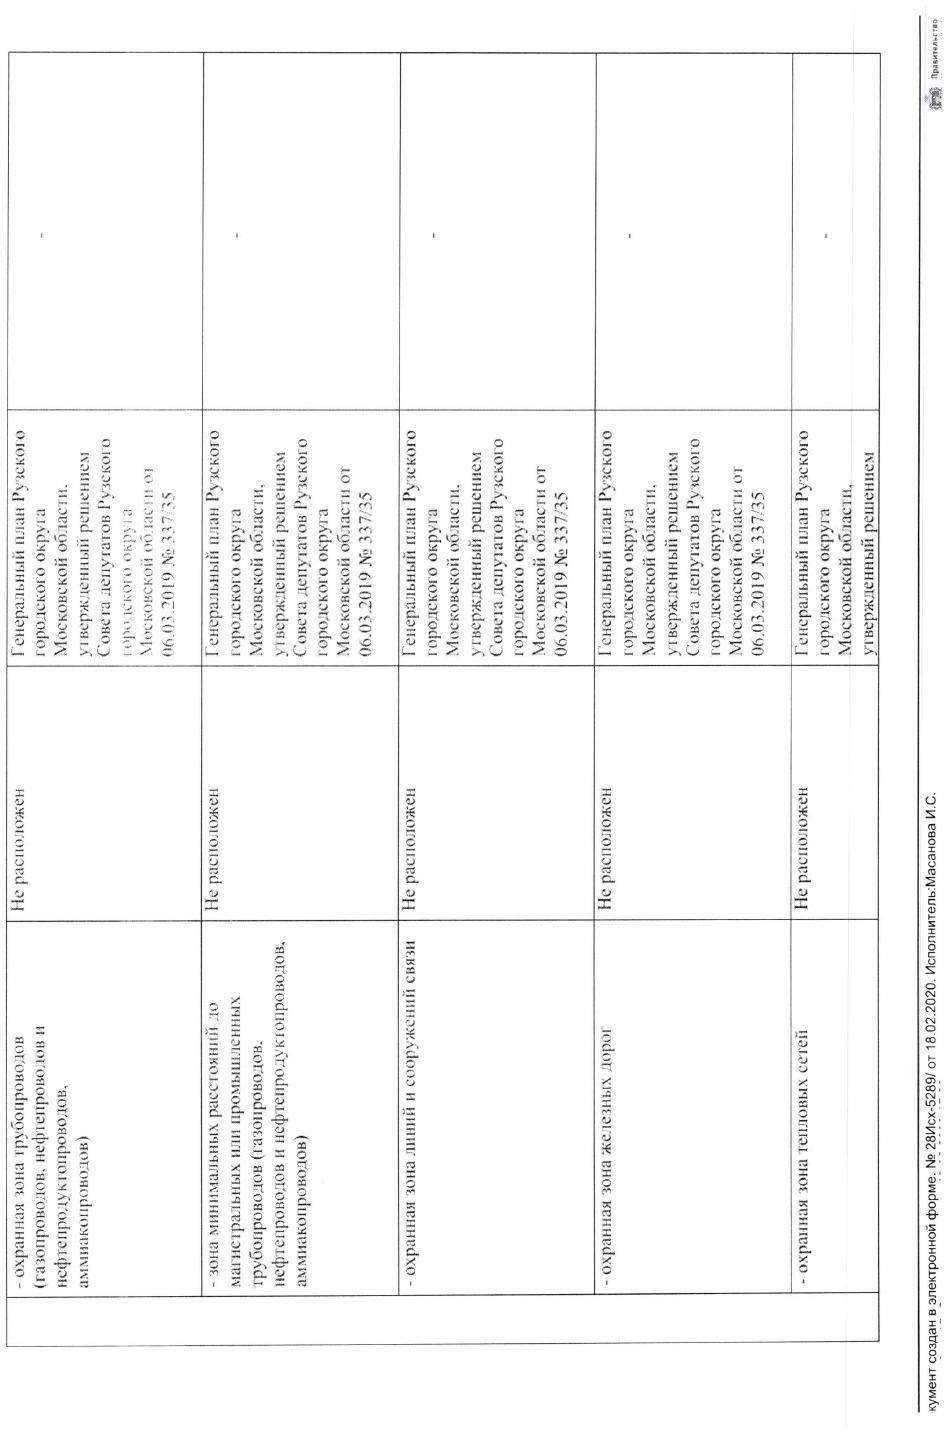 - охранная зона трубопроводов
(газопроводов, нефтепроводов и
нефтепродуктопроводов,
аммиакопроводов)
Не расположен
Генеральный план Рузского
городского округа
Московской области,
утвержденный решением
Совета депутатов Рузского
городского округа
Московской области от
06.03.2019 № 337/35
-
- зона минимальных расстояний до
магистральных или промышленных
трубопроводов (газопроводов,
нефтепроводов и нефтепродуктопроводов,
аммиакопроводов)
Не расположен
Генеральный план Рузского
городского округа
Московской области,
утвержденный решением
Совета депутатов Рузского
городского округа
Московской области от
06.03.2019 № 337/35
-
- охранная зона линий и сооружений связи
Не расположен
Генеральный план Рузского
городского округа
Московской области,
утвержденный решением
Совета депутатов Рузского
городского округа
Московской области от
06.03.2019 № 337/35
-
- охранная зона железных дорог
Не расположен
Генеральный план Рузского
городского округа
Московской области,
утвержденный решением
Совета депутатов Рузского
городского округа
Московской области от
06.03.2019 № 337/35
-
- охранная зона тепловых сетей
Не расположен
Генеральный план Рузского
городского округа
Московской области,
утвержденный решением
-
кумент создан в электронной форме. № 28Исх-5289/ от 18.02.2020. Исполнитель:Масанова И.С.
Правительство